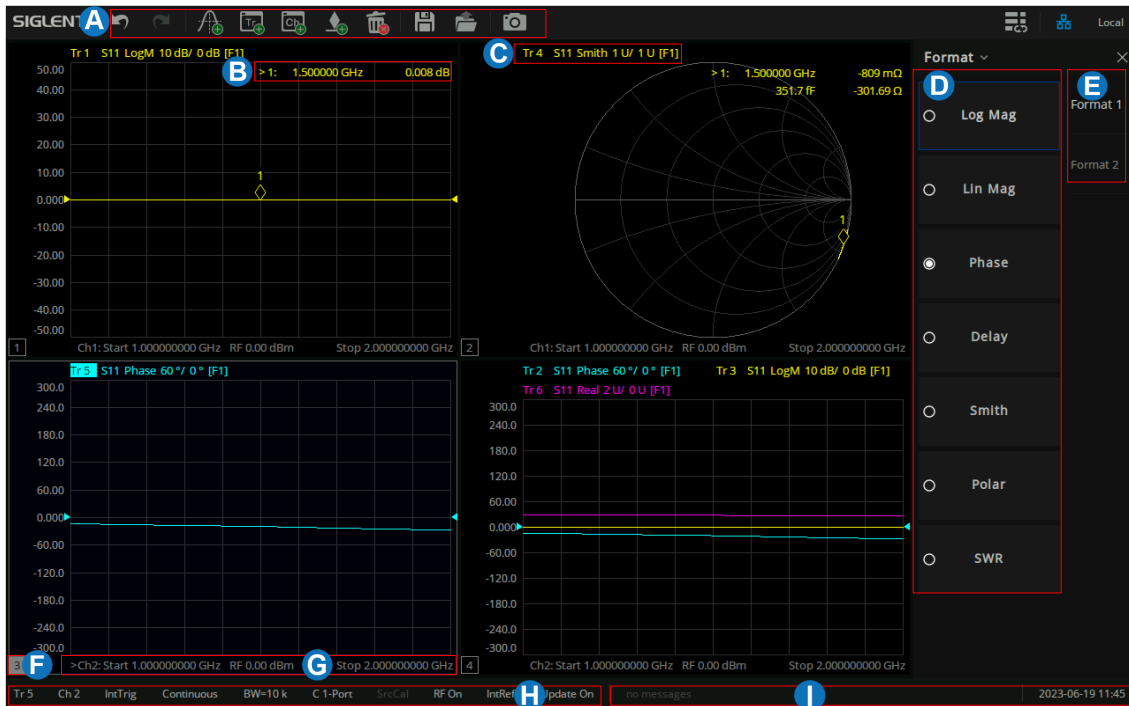 SIGLENT A Tr Ch Local
Tr 1 S11 LogM 10 dB/ 0 dB [F1]
B > 1: 1.500000 GHz 0.008 dB
50.00
40.00
30.00
20.00
10.00
0.000
-10.00
-20.00
-30.00
-40.00
-50.00
1
1 Ch1: Start 1.000000000 GHz RF 0.00 dBm Stop 2.000000000 GHz
C Tr 4 S11 Smith 1 U/ 1 U [F1]
> 1: 1.500000 GHz -809 mΩ
351.7 fF -301.69 Ω
1
2 Ch1: Start 1.000000000 GHz RF 0.00 dBm Stop 2.000000000 GHz
Tr 5 S11 Phase 60 °/ 0 ° [F1]
300.0
240.0
180.0
120.0
60.00
0.000
-60.00
-120.0
-180.0
-240.0
-300.0
3 F >Ch2: Start 1.000000000 GHz RF 0.00 dBm G Stop 2.000000000 GHz
Tr 2 S11 Phase 60 °/ 0 ° [F1] Tr 3 S11 LogM 10 dB/ 0 dB [F1]
Tr 6 S11 Real 2 U/ 0 U [F1]
300.0
240.0
180.0
120.0
60.00
0.000
-60.00
-120.0
-180.0
-240.0
-300.0
4 Ch2: Start 1.000000000 GHz RF 0.00 dBm Stop 2.000000000 GHz
Format
D
Log Mag
Lin Mag
Phase
Delay
Smith
Polar
SWR
E
Format 1
Format 2
Tr 5 Ch 2 IntTrig Continuous BW=10 k C 1-Port SrcCal RF On IntRef H Update On no messages I 2023-06-19 11:45